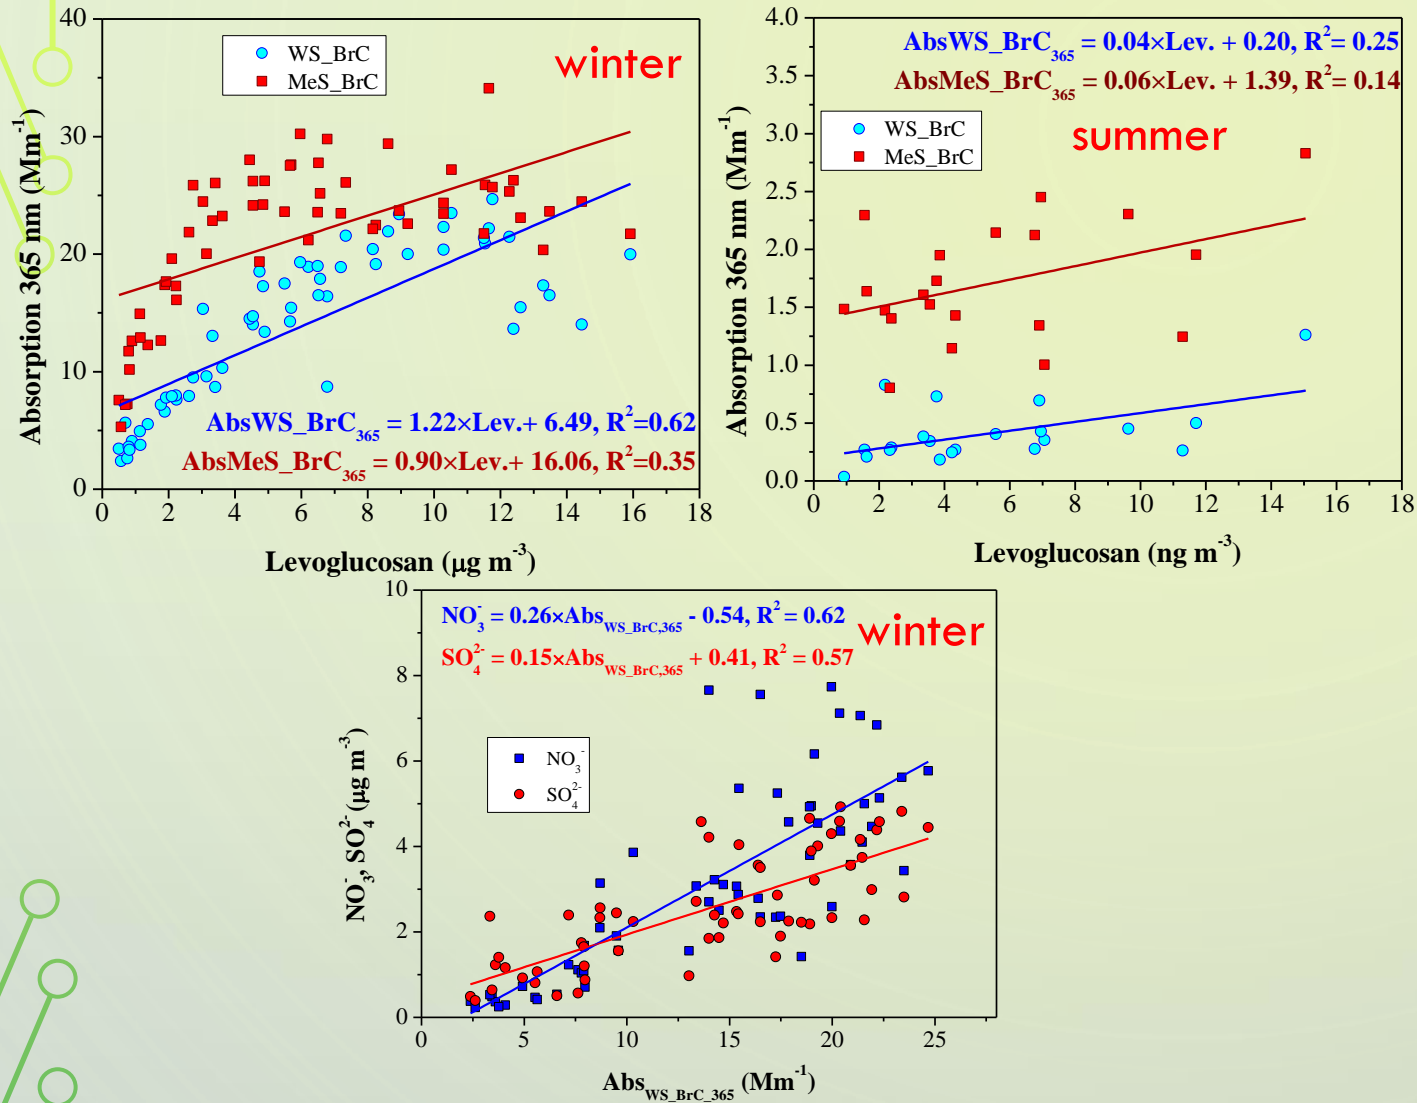 40
30
20
10
0
Absorption 365 nm (Mm⁻¹)
WS_BrC
MeS_BrC
winter
AbsWS_BrC₃₆₅ = 1.22×Lev.+ 6.49, R²=0.62
AbsMeS_BrC₃₆₅ = 0.90×Lev.+ 16.06, R²=0.35
0 2 4 6 8 10 12 14 16 18
Levoglucosan (μg m⁻³)
4.0
3.5
3.0
2.5
2.0
1.5
1.0
0.5
0.0
Absorption 365 nm (Mm⁻¹)
AbsWS_BrC₃₆₅ = 0.04×Lev. + 0.20, R²= 0.25
AbsMeS_BrC₃₆₅ = 0.06×Lev. + 1.39, R²= 0.14
WS_BrC
MeS_BrC
summer
0 2 4 6 8 10 12 14 16 18
Levoglucosan (ng m⁻³)
10
8
6
4
2
0
NO₃⁻, SO₄²⁻ (μg m⁻³)
NO₃⁻ = 0.26×Abs_WS_BrC,365 - 0.54, R² = 0.62
SO₄²⁻ = 0.15×Abs_WS_BrC,365 + 0.41, R² = 0.57
winter
NO₃⁻
SO₄²⁻
0 5 10 15 20 25
Abs_WS_BrC_365 (Mm⁻¹)